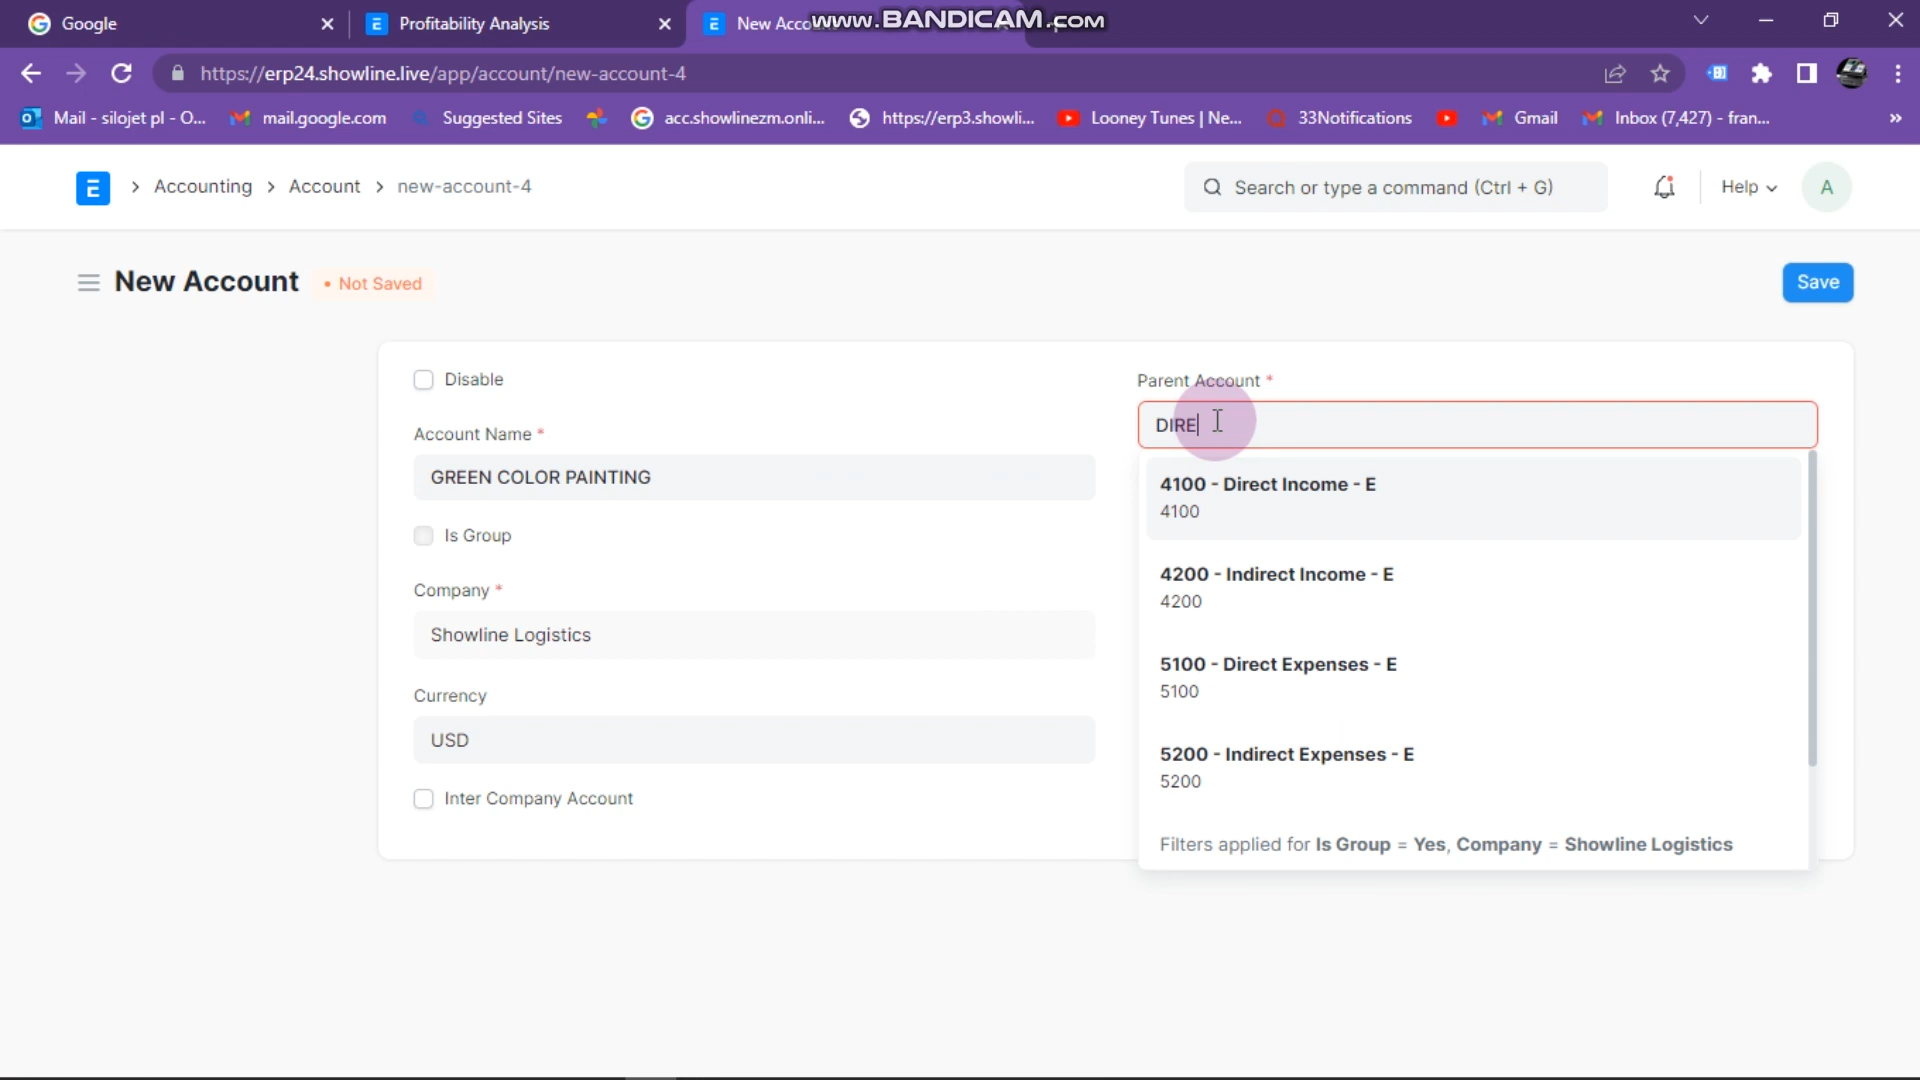 Google
Profitability Analysis
New Acco
www.BANDICAM.com
https://erp24.showline.live/app/account/new-account-4
Mail - silojet pl - O...
mail.google.com
Suggested Sites
acc.showlinezm.onli...
https://erp3.showli...
Looney Tunes | Ne...
33Notifications
Gmail
Inbox (7,427) - fran...
»
E
Accounting
Account
new-account-4
Search or type a command (Ctrl + G)
Help
A
New Account
• Not Saved
Save
Disable
Account Name *
GREEN COLOR PAINTING
Is Group
Company *
Showline Logistics
Currency
USD
Inter Company Account
Parent Account *
DIRE
4100 - Direct Income - E
4100
4200 - Indirect Income - E
4200
5100 - Direct Expenses - E
5100
5200 - Indirect Expenses - E
5200
Filters applied for Is Group = Yes, Company = Showline Logistics